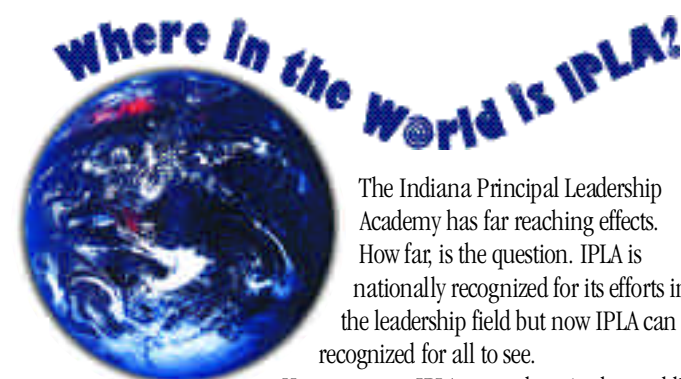 Where in the World is IPLA?
The Indiana Principal Leadership
Academy has far reaching effects.
How far, is the question. IPLA is
nationally recognized for its efforts in
the leadership field but now IPLA can
recognized for all to see.